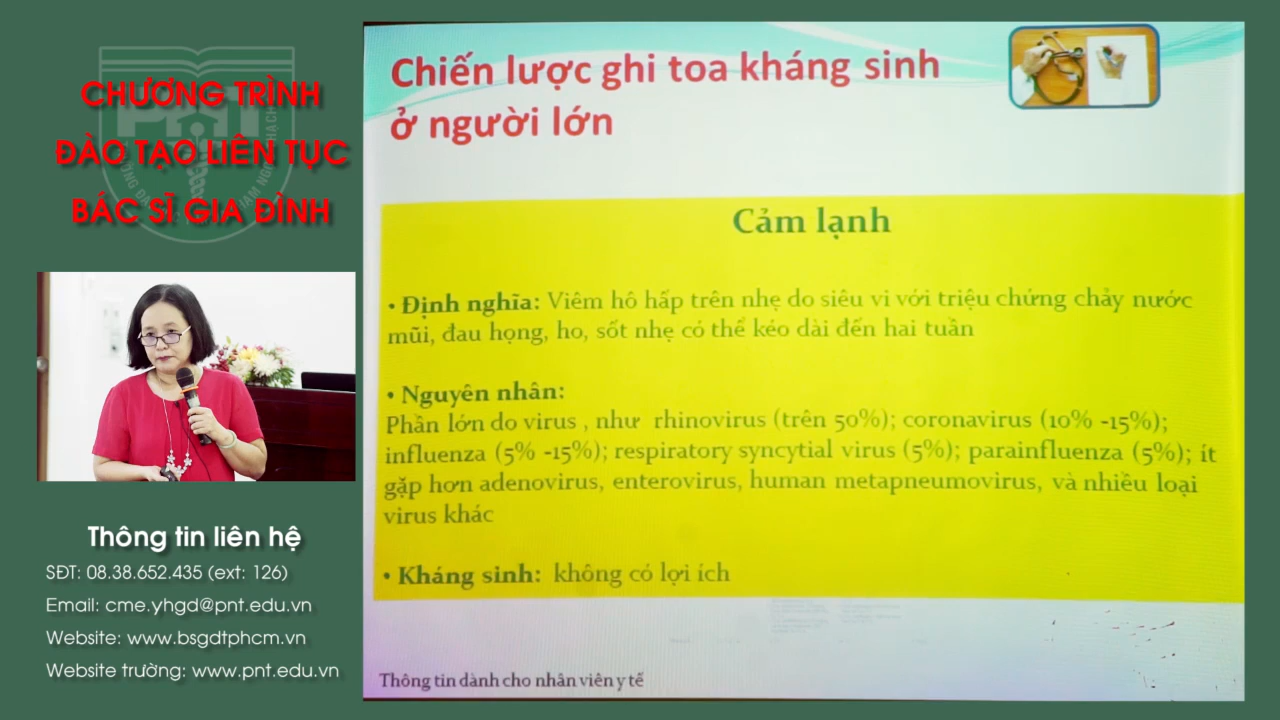 CHƯƠNG TRÌNH
ĐÀO TẠO LIÊN TỤC
BÁC SĨ GIA ĐÌNH
PNT
Thông tin liên hệ
SĐT: 08.38.652.435 (ext: 126)
Email: cme.yhgd@pnt.edu.vn
Website: www.bsgdtphcm.vn
Website trường: www.pnt.edu.vn
Chiến lược ghi toa kháng sinh
ở người lớn
Cảm lạnh
• Định nghĩa: Viêm hô hấp trên nhẹ do siêu vi với triệu chứng chảy nước
mũi, đau họng, ho, sốt nhẹ có thể kéo dài đến hai tuần
• Nguyên nhân:
Phần lớn do virus , như rhinovirus (trên 50%); coronavirus (10% -15%);
influenza (5% -15%); respiratory syncytial virus (5%); parainfluenza (5%); ít
gặp hơn adenovirus, enterovirus, human metapneumovirus, và nhiều loại
virus khác
• Kháng sinh: không có lợi ích
Thông tin dành cho nhân viên y tế